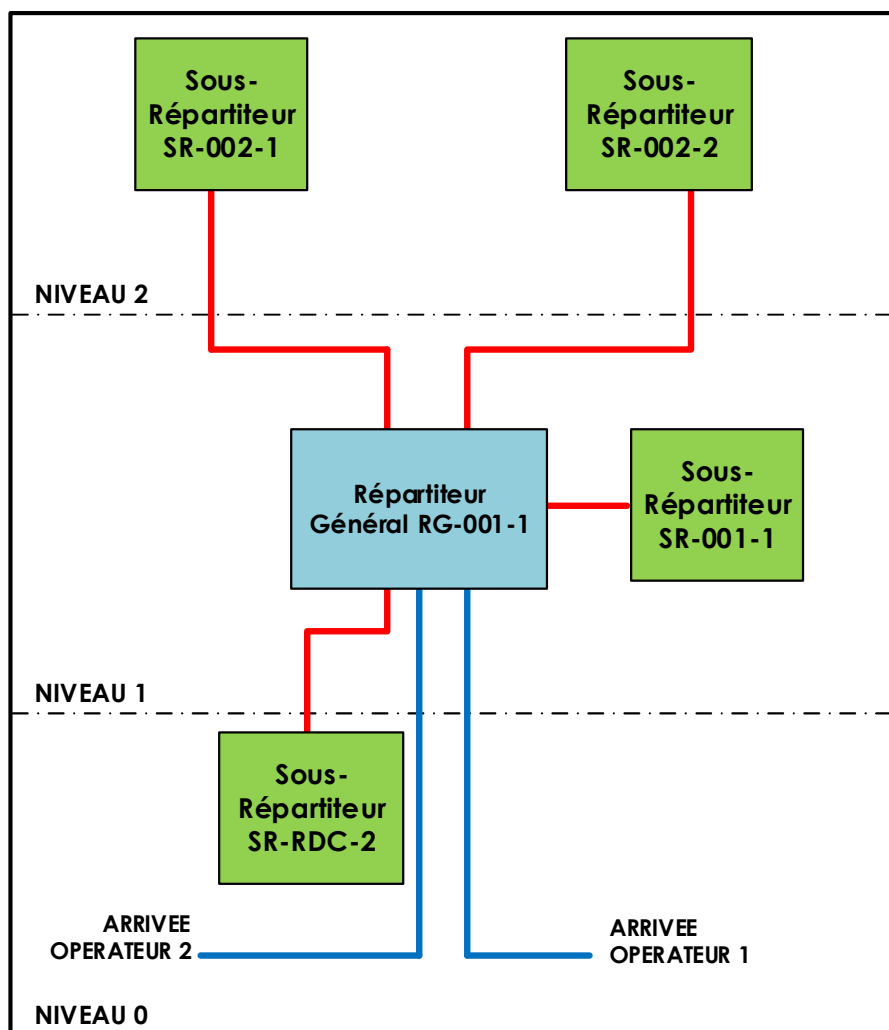 Sous-
Répartiteur
SR-002-1
Sous-
Répartiteur
SR-002-2
NIVEAU 2
Répartiteur
Général RG-001-1
Sous-
Répartiteur
SR-001-1
NIVEAU 1
Sous-
Répartiteur
SR-RDC-2
ARRIVEE
OPERATEUR 2
ARRIVEE
OPERATEUR 1
NIVEAU 0